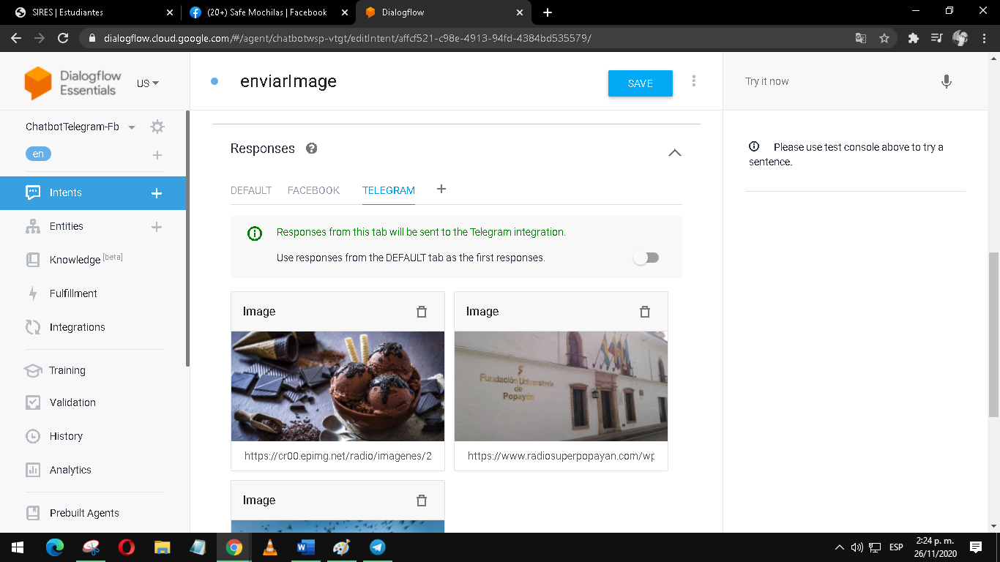 SIRES | Estudiantes
(20+) Safe Mochilas | Facebook
Dialogflow
dialogflow.cloud.google.com/#/agent/chatbotwsp-vtgt/editIntent/affcf521-c98e-4913-94fd-4384bd535579/
Dialogflow
Essentials
US
enviarImage
SAVE
Try it now
ChatbotTelegram-Fb
en
Intents
Entities
Knowledge [beta]
Fulfillment
Integrations
Training
Validation
History
Analytics
Prebuilt Agents
Responses
DEFAULT FACEBOOK TELEGRAM
Responses from this tab will be sent to the Telegram integration.
Use responses from the DEFAULT tab as the first responses.
Image
Image
Fundación Universitaria
de
Popayán
https://cr00.epimg.net/radio/imagenes/2
https://www.radiosuperpopayan.com/wp
Image
Please use test console above to try a
sentence.
ESP
2:24 p. m.
26/11/2020